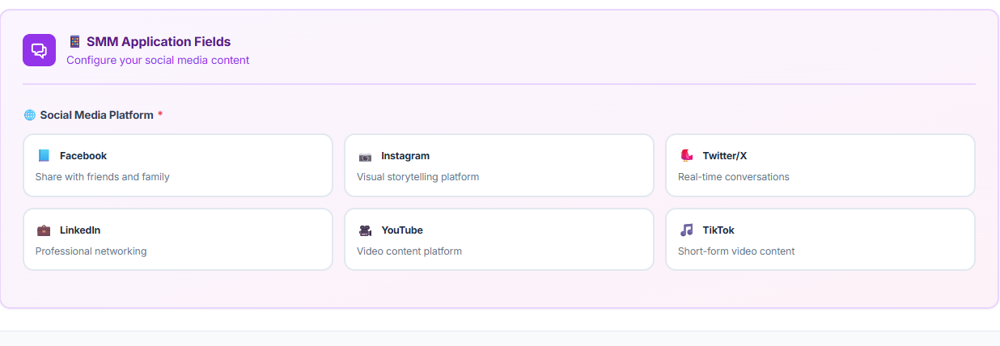 SMM Application Fields
Configure your social media content
Social Media Platform *
Facebook
Share with friends and family
Instagram
Visual storytelling platform
Twitter/X
Real-time conversations
LinkedIn
Professional networking
YouTube
Video content platform
TikTok
Short-form video content